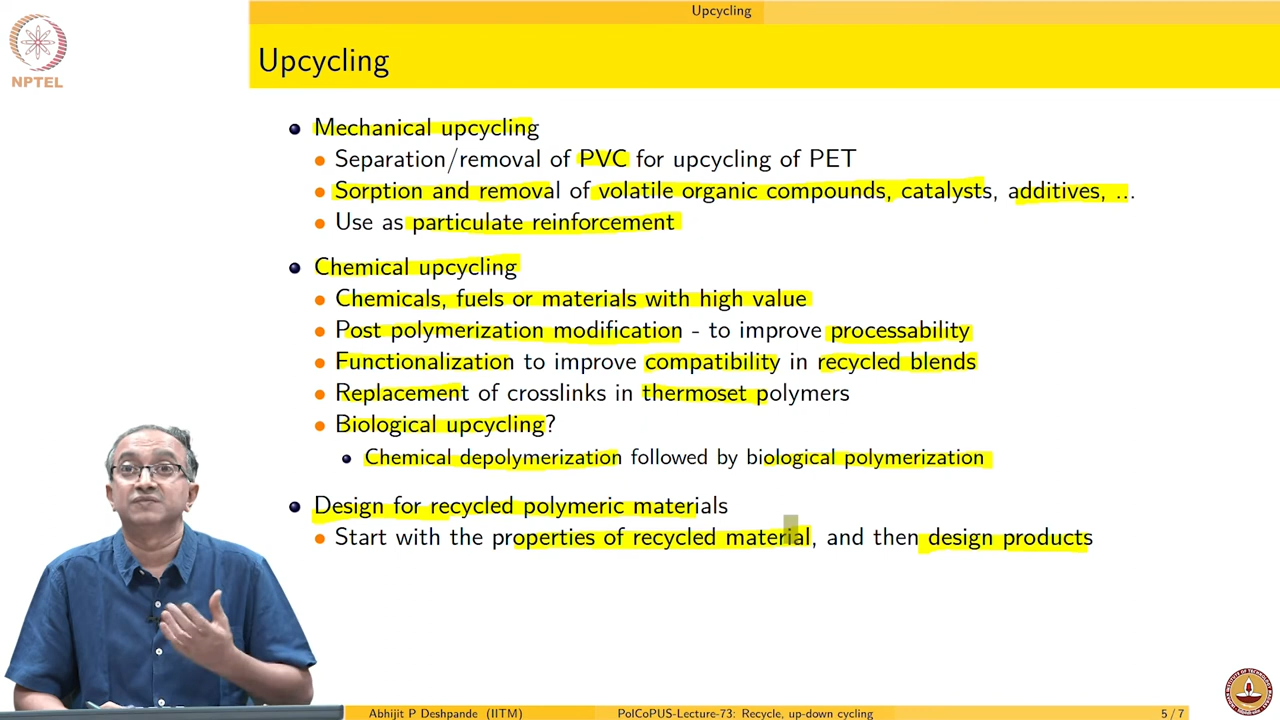 Upcycling
NPTEL
Upcycling
Mechanical upcycling
Separation/removal of PVC for upcycling of PET
Sorption and removal of volatile organic compounds, catalysts, additives, ...
Use as particulate reinforcement
Chemical upcycling
Chemicals, fuels or materials with high value
Post polymerization modification - to improve processability
Functionalization to improve compatibility in recycled blends
Replacement of crosslinks in thermoset polymers
Biological upcycling?
Chemical depolymerization followed by biological polymerization
Design for recycled polymeric materials
Start with the properties of recycled material, and then design products
Abhijit P Deshpande (IITM) PolCoPUS-Lecture-73: Recycle, up-down cycling 5 / 7